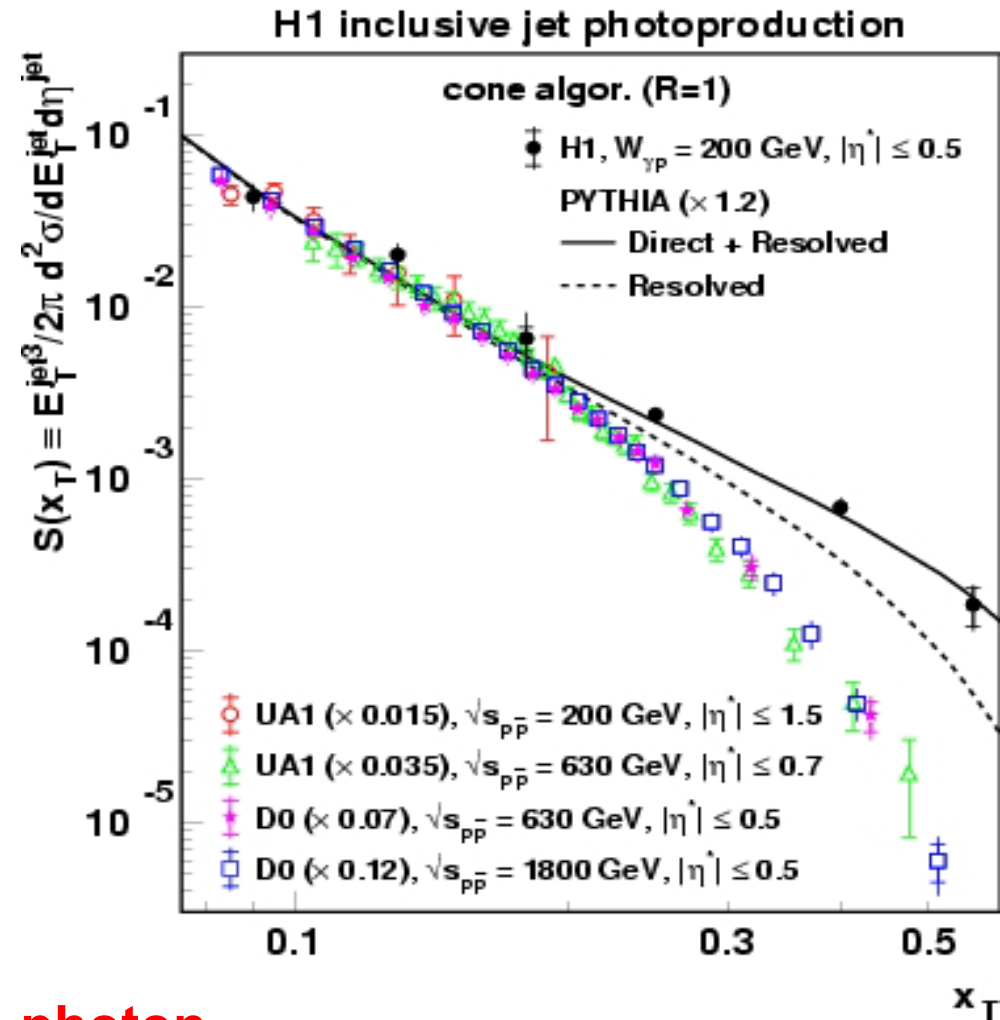 H1 inclusive jet photoproduction
cone algor. (R=1)
H1, W_γp = 200 GeV, |η*| ≤ 0.5
PYTHIA (× 1.2)
Direct + Resolved
Resolved
S(x_T) ≡ E_T^jet3/2π d²σ/dE_T^jet dη^jet
10^-1
10^-2
10^-3
10^-4
10^-5
UA1 (× 0.015), √s_pp̄ = 200 GeV, |η*| ≤ 1.5
UA1 (× 0.035), √s_pp̄ = 630 GeV, |η*| ≤ 0.7
D0 (× 0.07), √s_pp̄ = 630 GeV, |η*| ≤ 0.5
D0 (× 0.12), √s_pp̄ = 1800 GeV, |η*| ≤ 0.5
0.1 0.3 0.5
x_T
photon